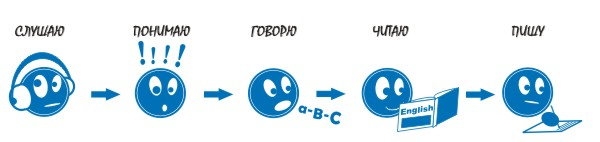 СЛУШАЮ
ПОНИМАЮ
ГОВОРЮ
ЧИТАЮ
ПИШУ
!!!!
a-B-C
English